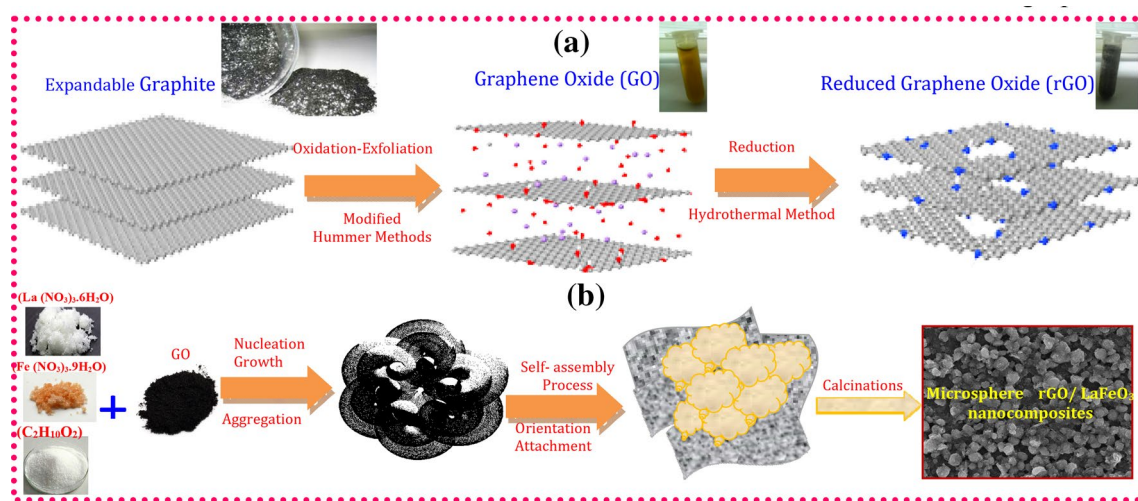 (a)
Expandable Graphite
Graphene Oxide (GO)
Reduced Graphene Oxide (rGO)
Oxidation-Exfoliation
Modified
Hummer Methods
Reduction
Hydrothermal Method
(b)
(La (NO₃)₃.6H₂O)
(Fe (NO₃)₃.9H₂O)
(C₂H₁₀O₂)
+
GO
Nucleation
Growth
Aggregation
Self- assembly
Process
Orientation
Attachment
Calcinations
Microsphere rGO/ LaFeO₃
nanocomposites